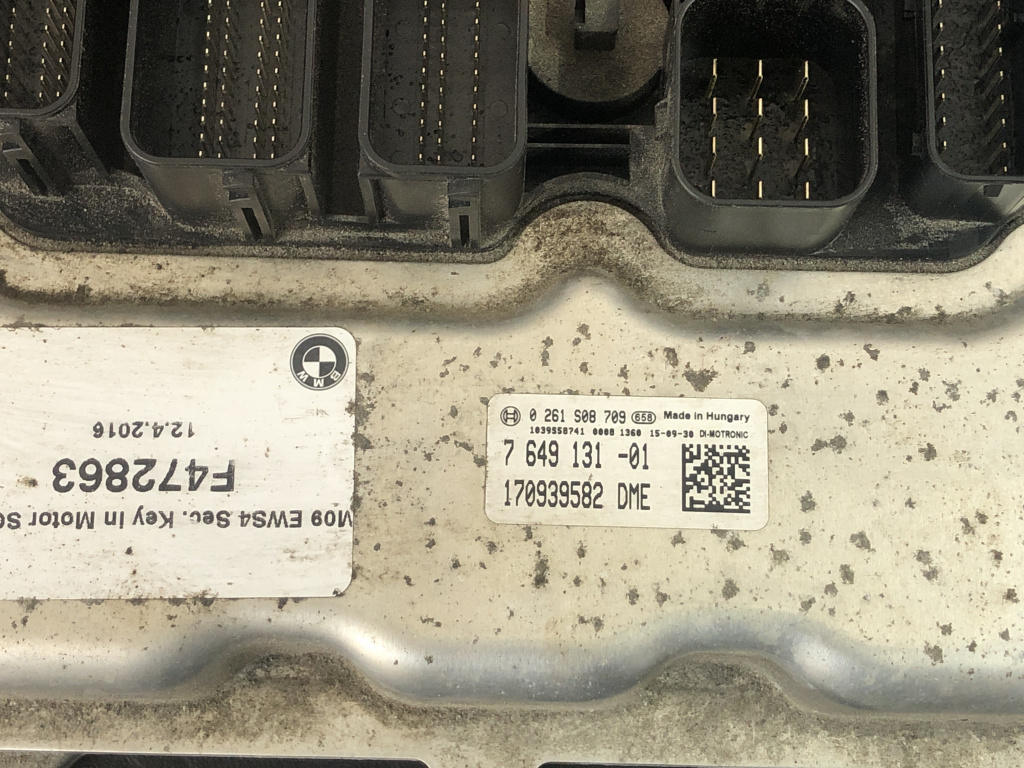 M09 EWS4 Sec. Key In Motor
F472863
12.4.2016
BMW
0 261 S08 709 658 Made in Hungary
1039S58741 0008 1360 15-09-30 DI-MOTRONIC
7 649 131 -01
170939582 DME